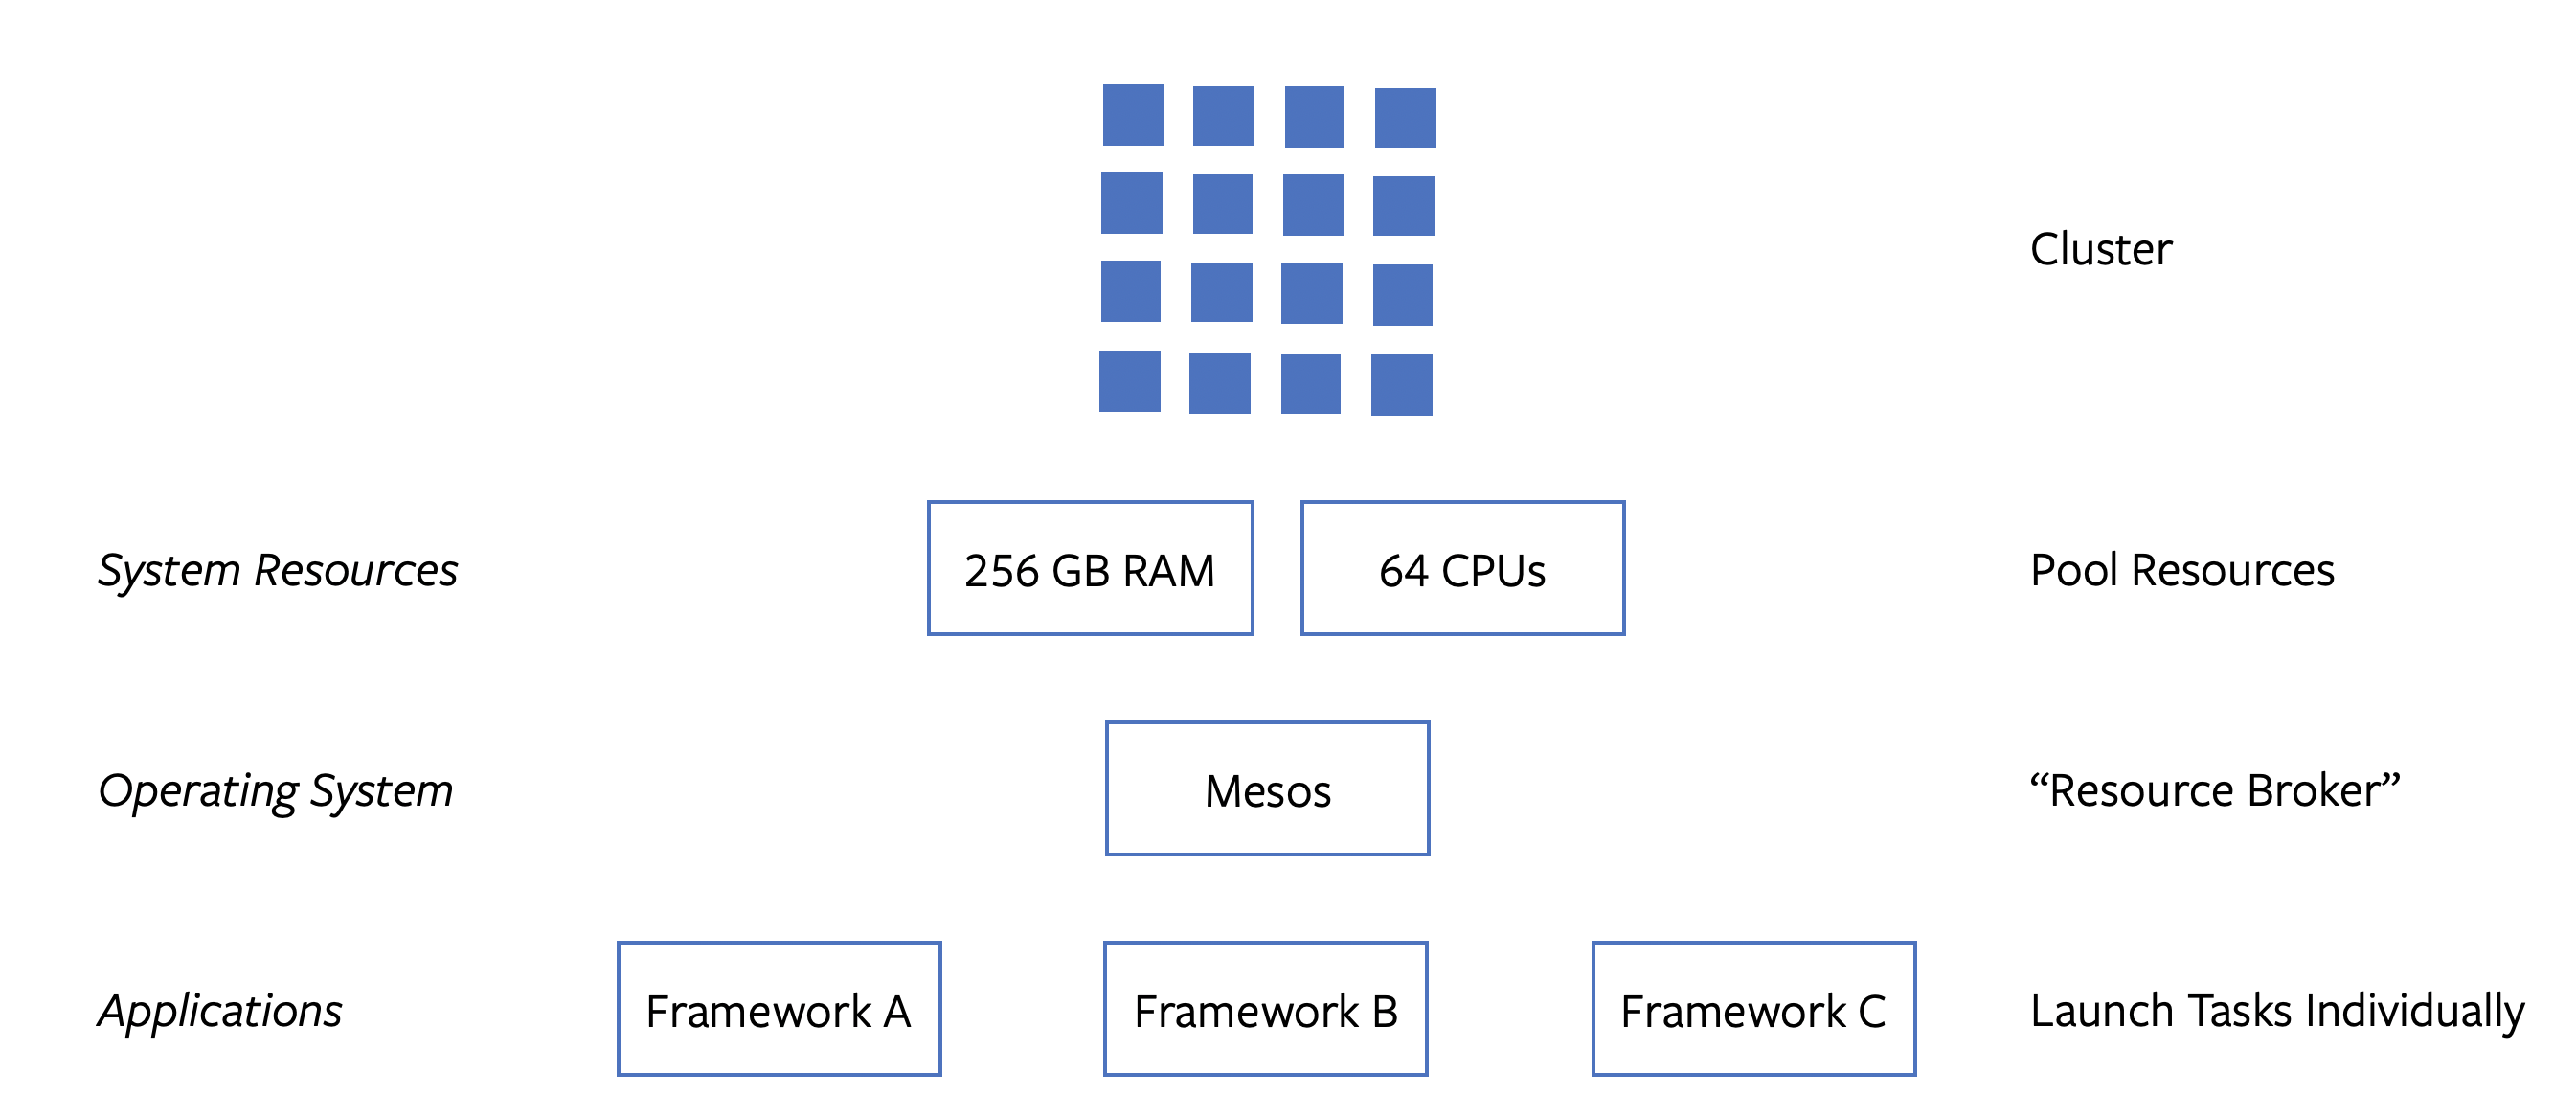 Cluster
System Resources
256 GB RAM
64 CPUs
Pool Resources
Operating System
Mesos
“Resource Broker”
Applications
Framework A
Framework B
Framework C
Launch Tasks Individually